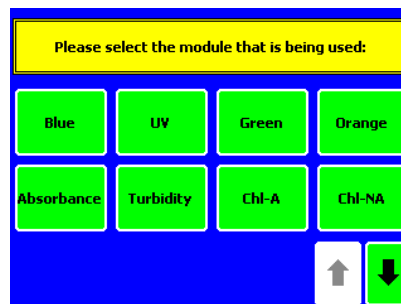 Please select the module that is being used:
Blue UV Green Orange
Absorbance Turbidity Chl-A Chl-NA